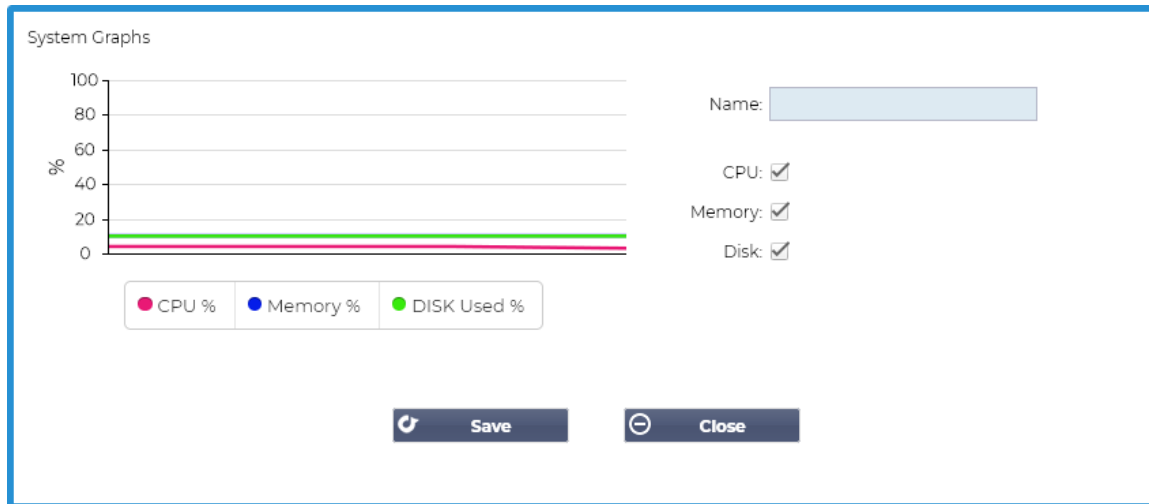 System Graphs
100
80
60
40
20
0
%
CPU % Memory % DISK Used %
Name:
CPU:
Memory:
Disk:
Save Close